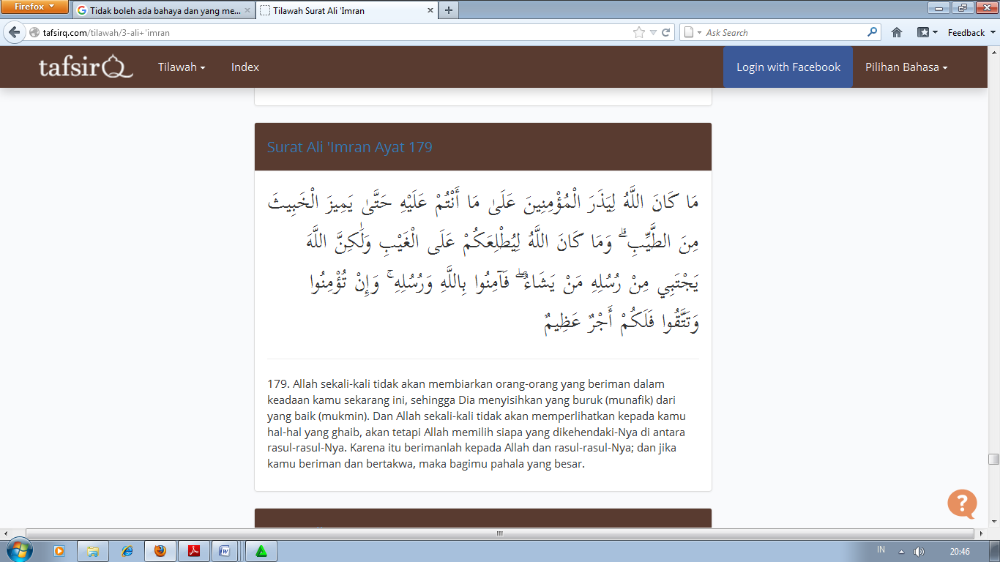 Firefox
Tidak boleh ada bahaya dan yang me...
Tilawah Surat Ali 'Imran
tafsirq.com/tilawah/3-ali+'imran
Ask Search
Feedback
tafsirQ
Tilawah
Index
Login with Facebook
Pilihan Bahasa
Surat Ali 'Imran Ayat 179
مَا كَانَ اللَّهُ لِيَذَرَ الْمُؤْمِنِينَ عَلَىٰ مَا أَنْتُمْ عَلَيْهِ حَتَّىٰ يَمِيزَ الْخَبِيثَ
مِنَ الطَّيِّبِ ۗ وَمَا كَانَ اللَّهُ لِيُطْلِعَكُمْ عَلَى الْغَيْبِ وَلَٰكِنَّ اللَّهَ
يَجْتَبِي مِنْ رُسُلِهِ مَنْ يَشَاءُ ۖ فَآمِنُوا بِاللَّهِ وَرُسُلِهِ ۚ وَإِنْ تُؤْمِنُوا
وَتَتَّقُوا فَلَكُمْ أَجْرٌ عَظِيمٌ
179. Allah sekali-kali tidak akan membiarkan orang-orang yang beriman dalam
keadaan kamu sekarang ini, sehingga Dia menyisihkan yang buruk (munafik) dari
yang baik (mukmin). Dan Allah sekali-kali tidak akan memperlihatkan kepada kamu
hal-hal yang ghaib, akan tetapi Allah memilih siapa yang dikehendaki-Nya di antara
rasul-rasul-Nya. Karena itu berimanlah kepada Allah dan rasul-rasul-Nya; dan jika
kamu beriman dan bertakwa, maka bagimu pahala yang besar.
?
IN
20:46